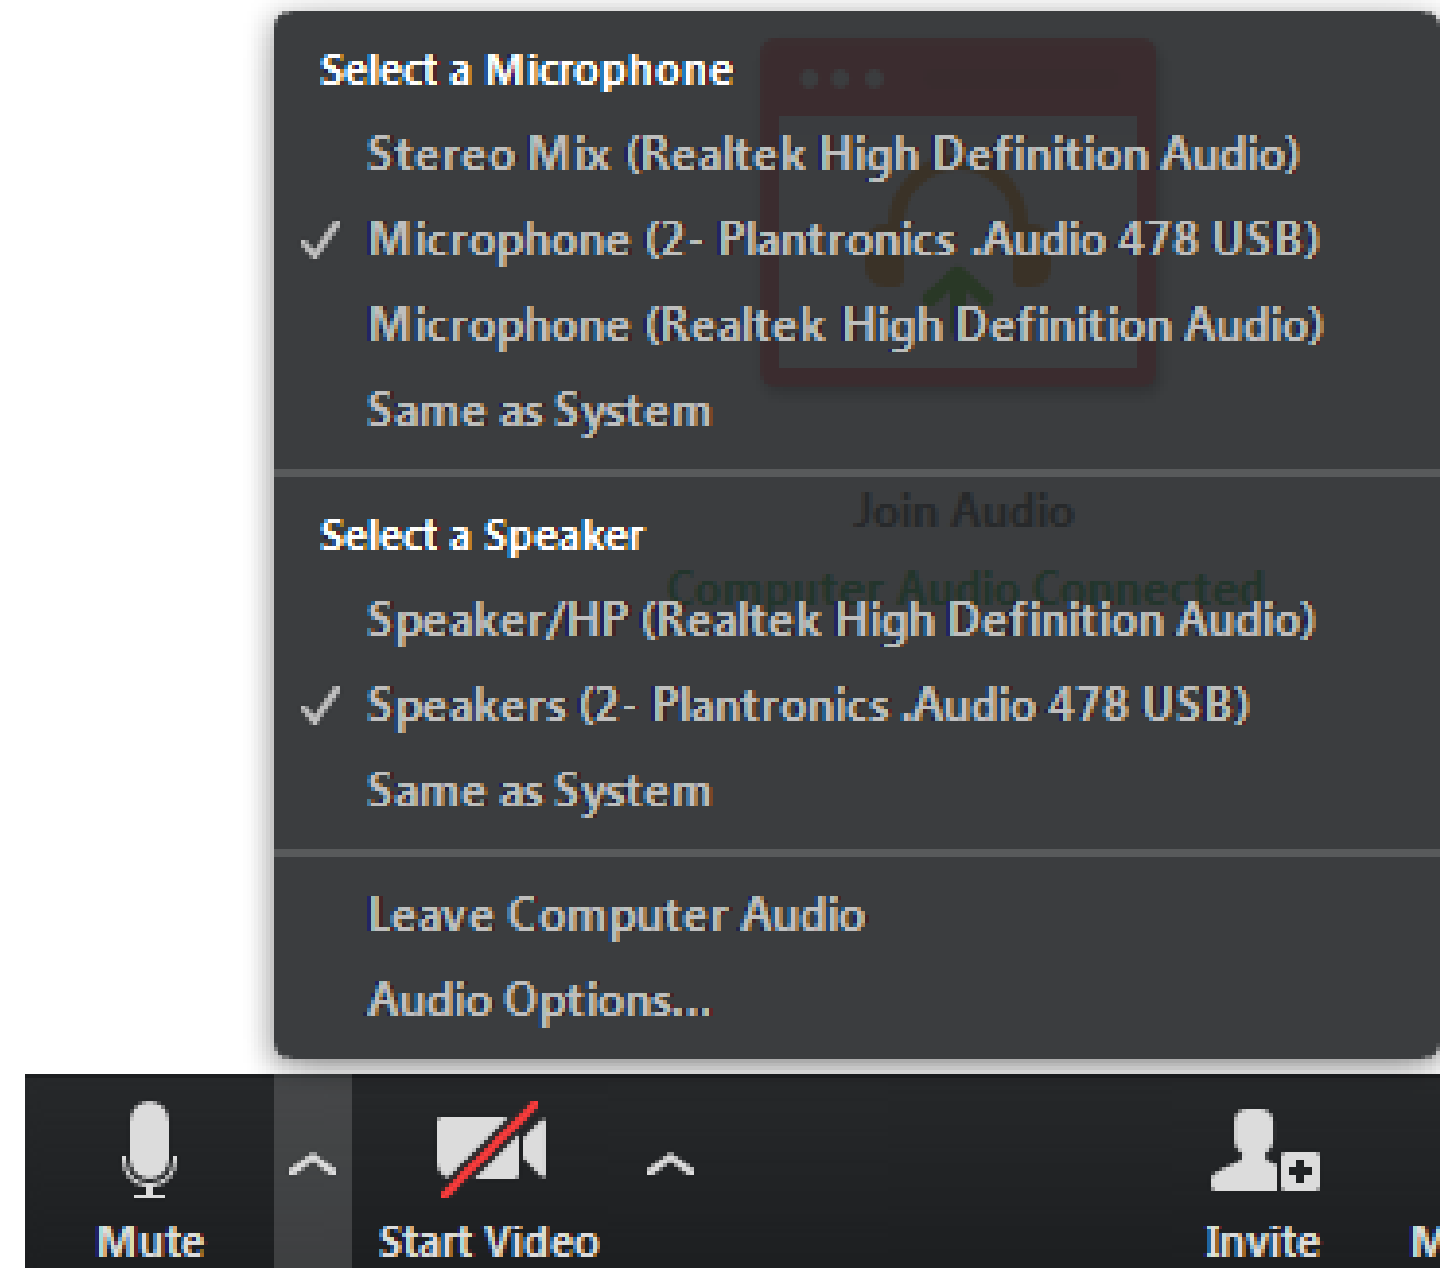 Select a Microphone
Stereo Mix (Realtek High Definition Audio)
Microphone (2- Plantronics .Audio 478 USB)
Microphone (Realtek High Definition Audio)
Same as System
Join Audio
Select a Speaker
Computer Audio Connected
Speaker/HP (Realtek High Definition Audio)
Speakers (2- Plantronics .Audio 478 USB)
Same as System
Leave Computer Audio
Audio Options...
Mute
Start Video
Invite
M